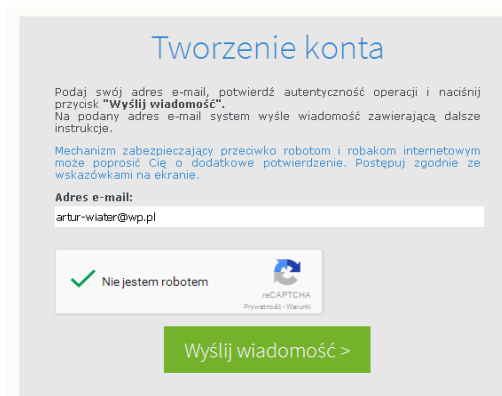 Tworzenie konta
Podaj swój adres e-mail, potwierdź autentyczność operacji i naciśnij
przycisk "Wyślij wiadomość".
Na podany adres e-mail system wyśle wiadomość zawierającą dalsze
instrukcje.
Mechanizm zabezpieczający przeciwko robotom i robakom internetowym
może poprosić Cię o dodatkowe potwierdzenie. Postępuj zgodnie ze
wskazówkami na ekranie.
Adres e-mail:
artur-wiater@wp.pl
Nie jestem robotem
reCAPTCHA
Prywatność - Warunki
Wyślij wiadomość >